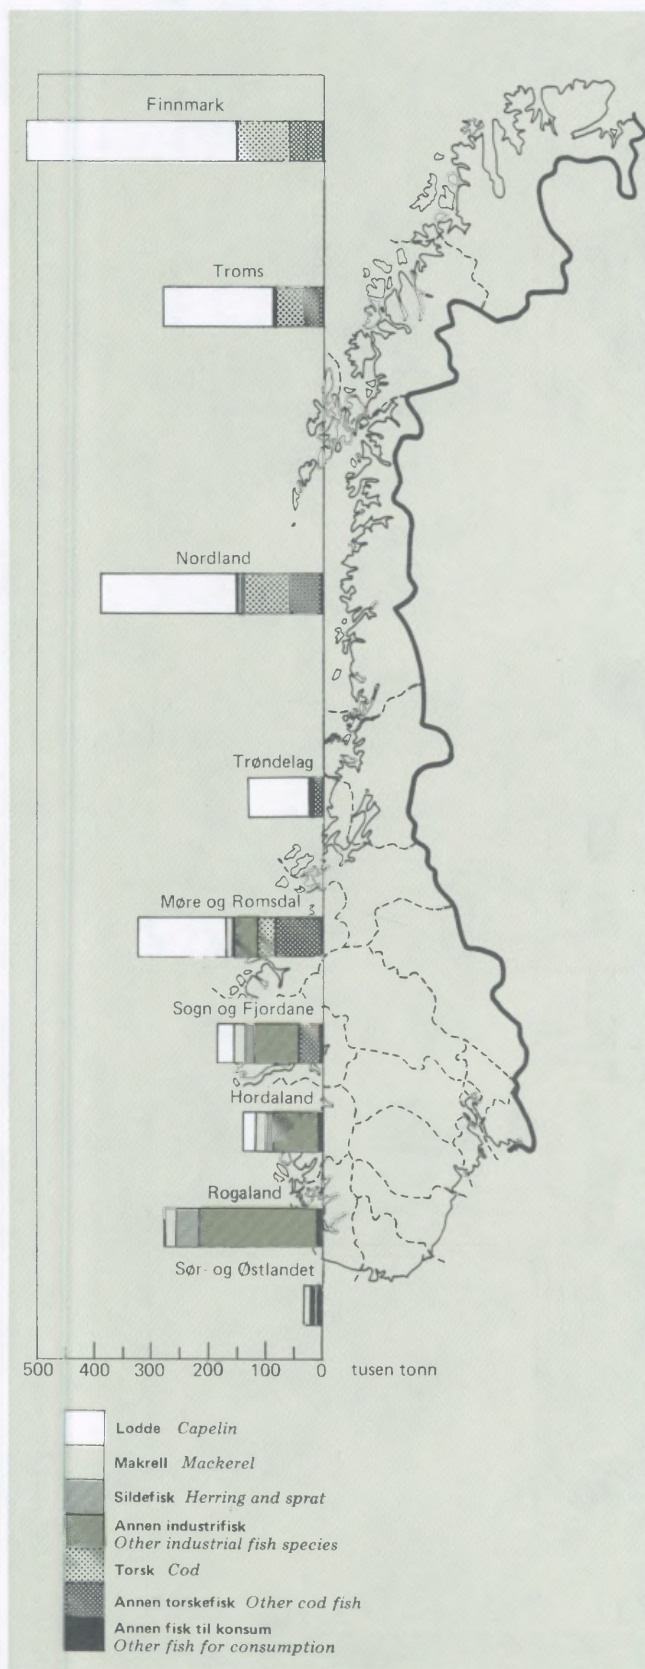 Finnmark
Troms
Nordland
Trøndelag
Møre og Romsdal
Sogn og Fjordane
Hordaland
Rogaland
Sør- og Østlandet
500 400 300 200 100 0 tusen tonn
Lodde Capelin
Makrell Mackerel
Sildefisk Herring and sprat
Annen industrifisk
Other industrial fish species
Torsk Cod
Annen torskefisk Other cod fish
Annen fisk til konsum
Other fish for consumption